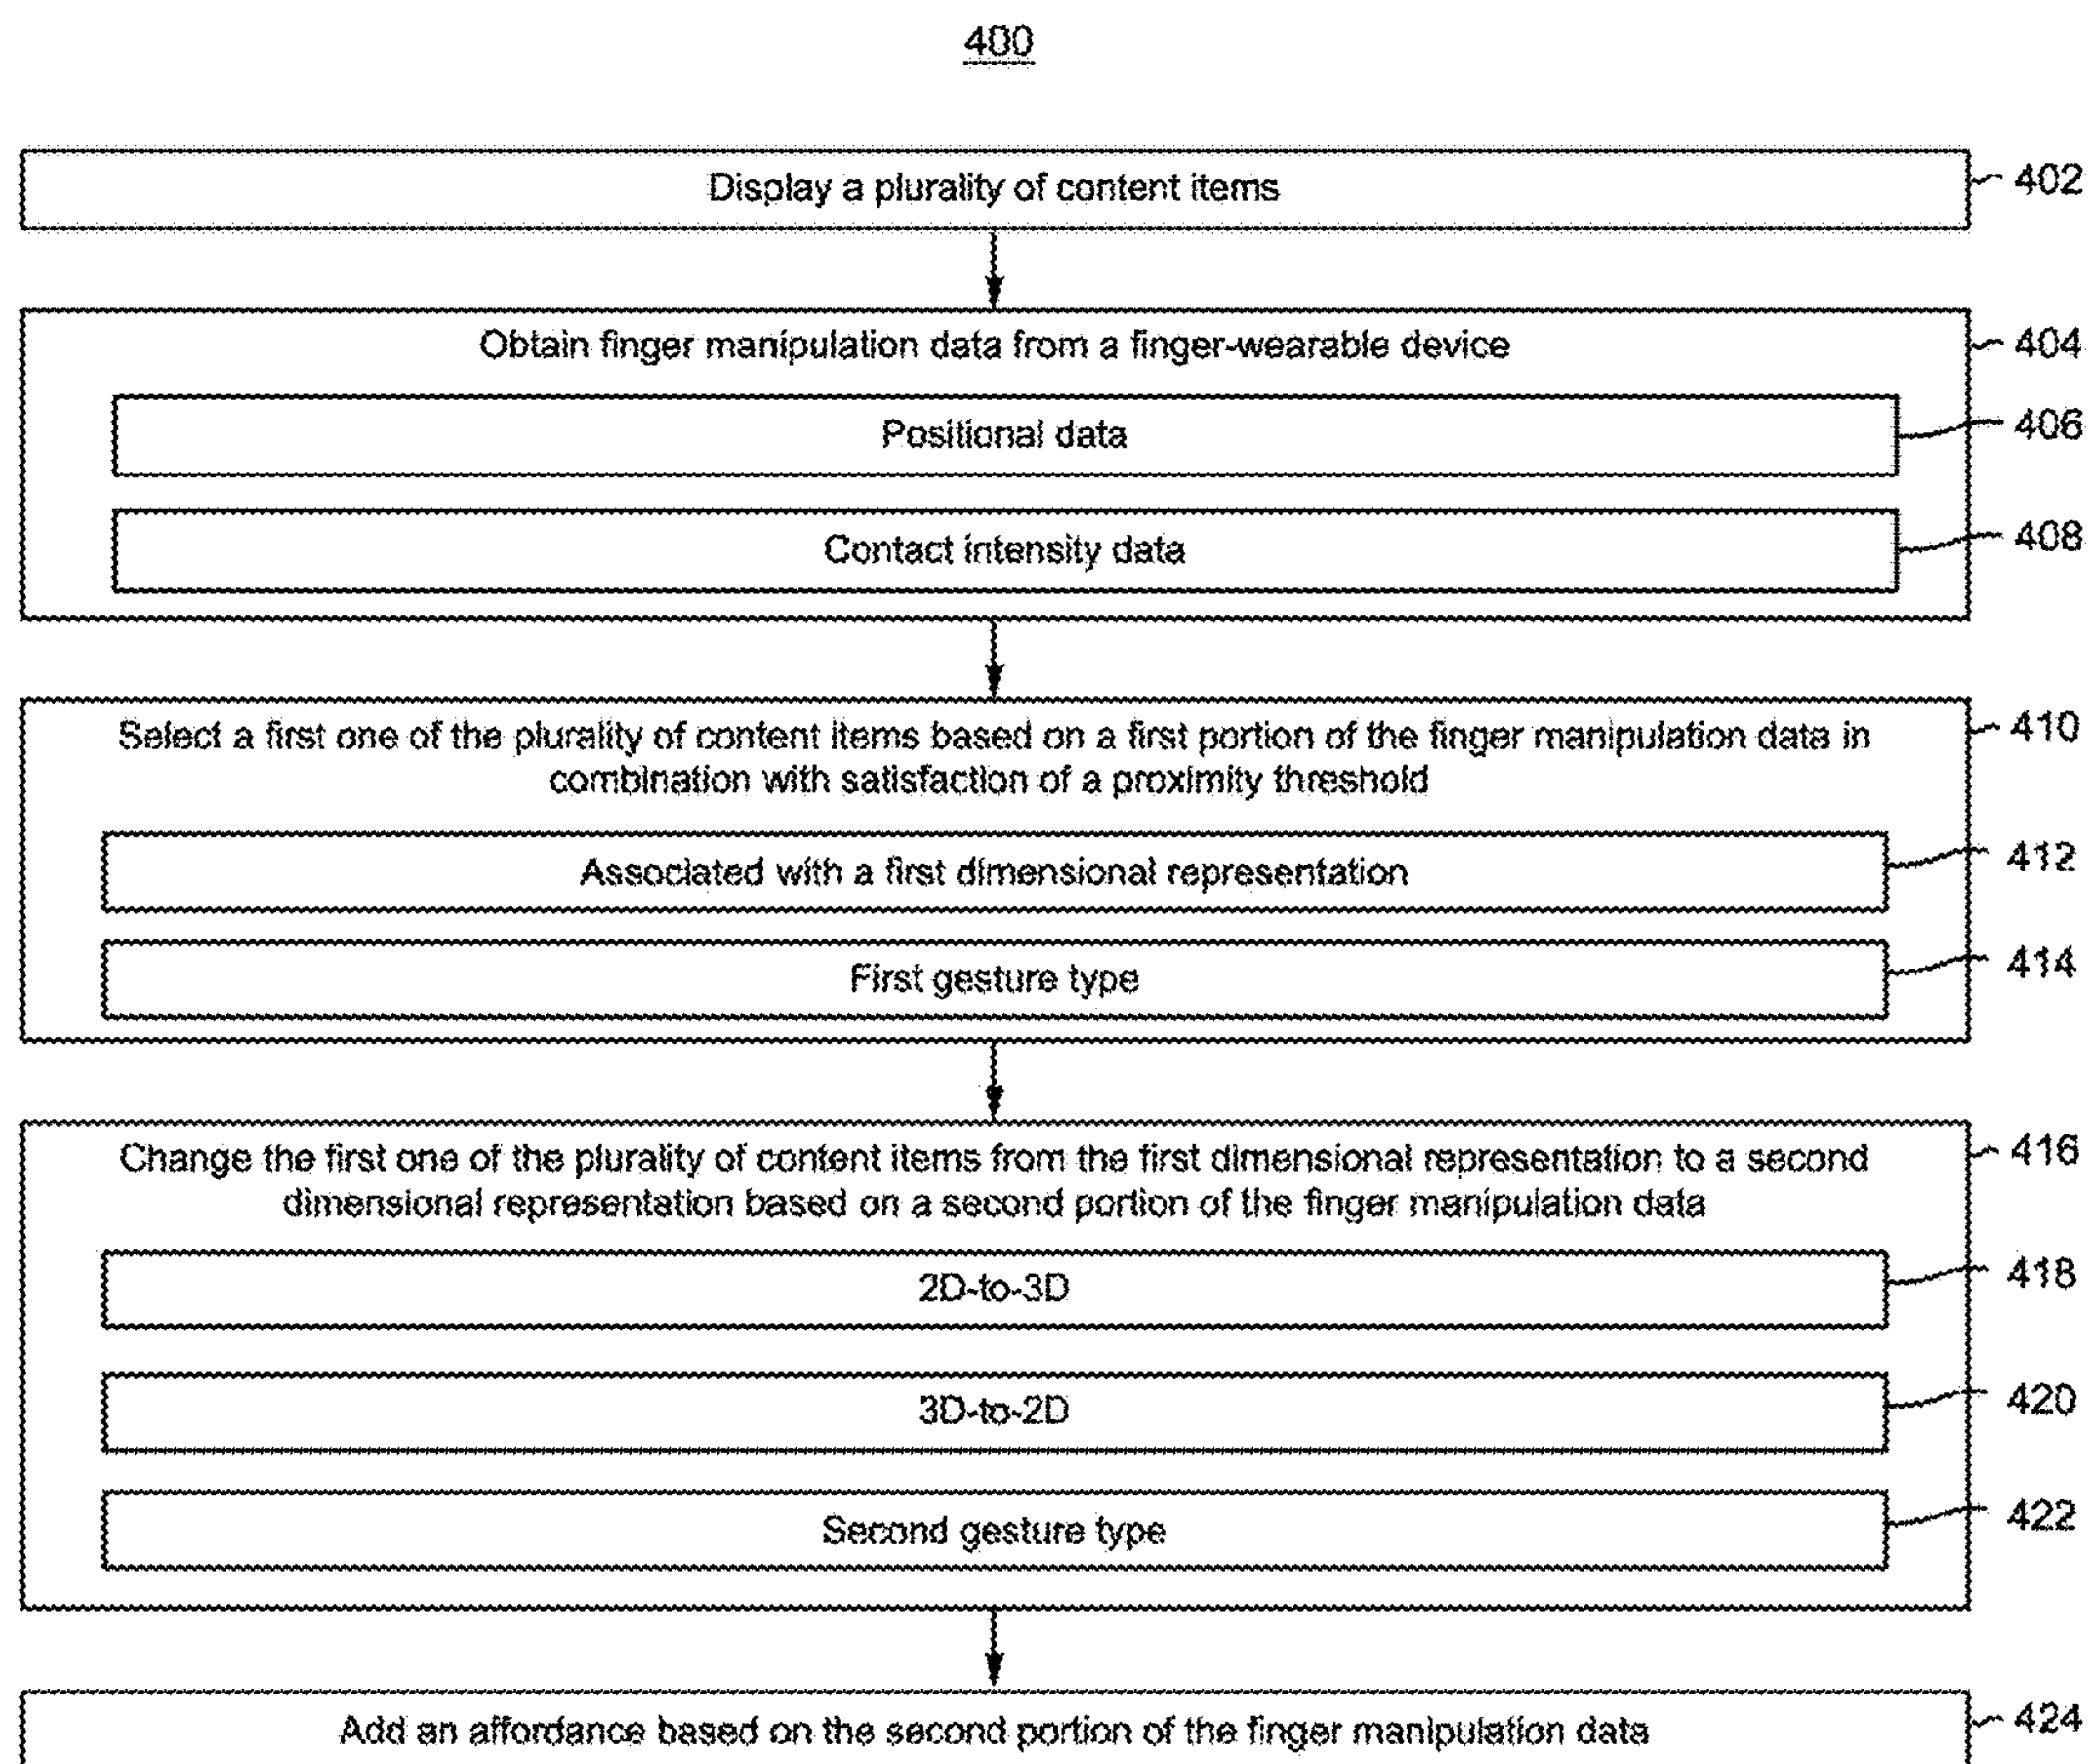 400
Display a plurality of content items
402
Obtain finger manipulation data from a finger-wearable device
404
Positional data
406
Contact intensity data
408
Select a first one of the plurality of content items based on a first portion of the finger manipulation data in
combination with satisfaction of a proximity threshold
410
Associated with a first dimensional representation
412
First gesture type
414
Change the first one of the plurality of content items from the first dimensional representation to a second
dimensional representation based on a second portion of the finger manipulation data
416
2D-to-3D
418
3D-to-2D
420
Second gesture type
422
Add an affordance based on the second portion of the finger manipulation data
424